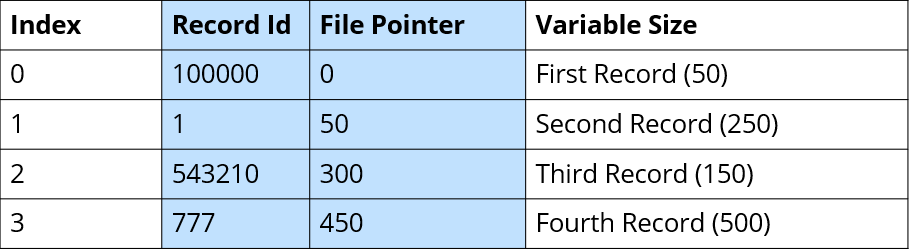 Index Record Id File Pointer Variable Size
0 100000 0 First Record (50)
1 1 50 Second Record (250)
2 543210 300 Third Record (150)
3 777 450 Fourth Record (500)